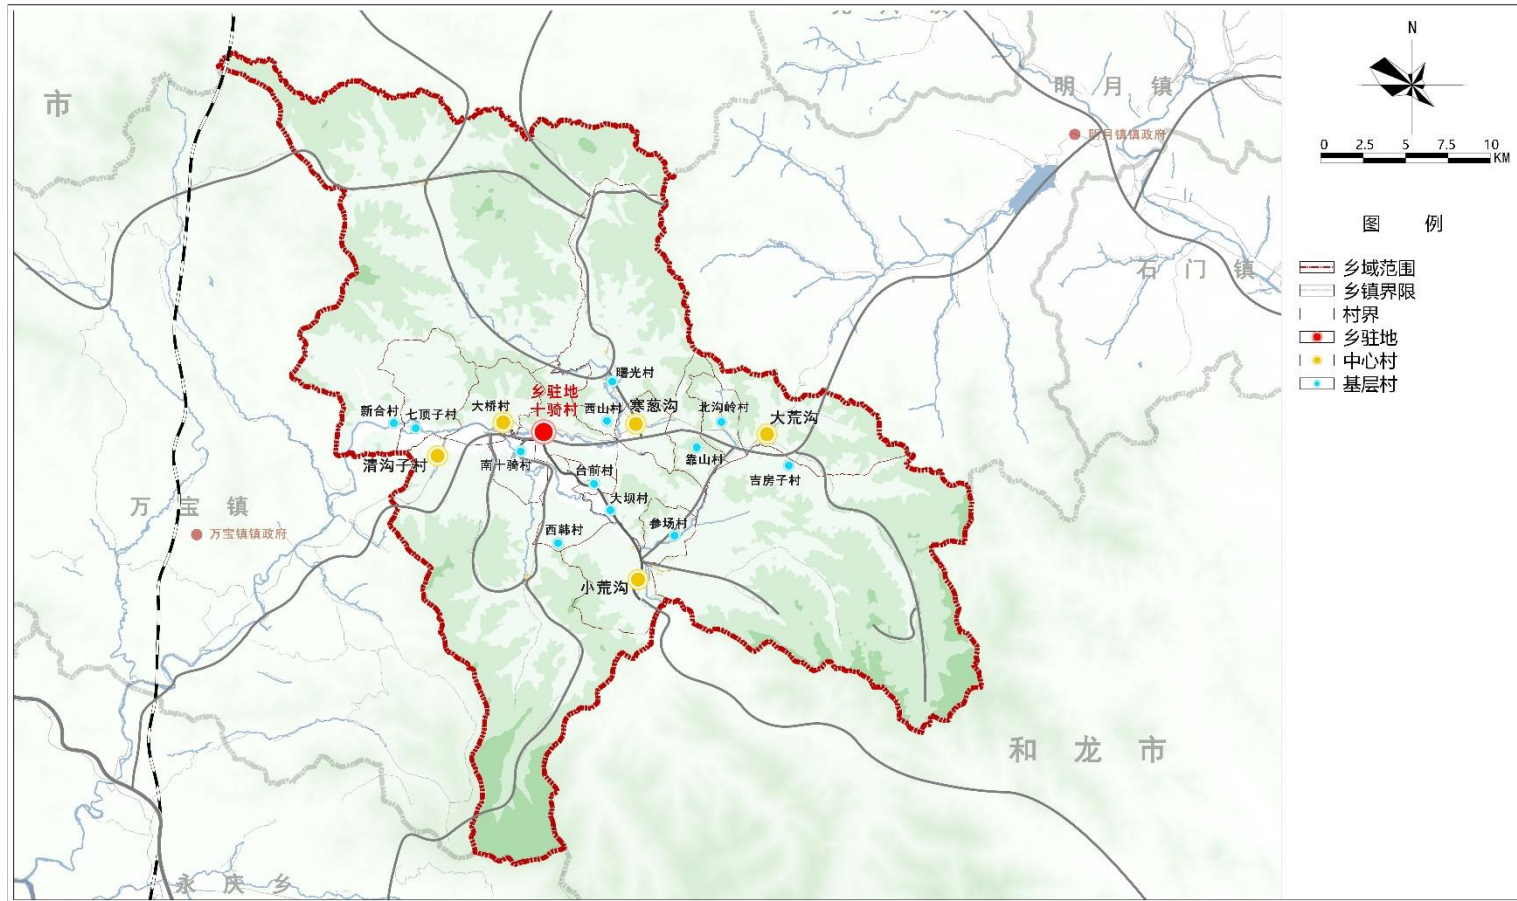 市
明月镇
明月镇镇政府
石门镇
曙光村
乡驻地
十骑村
新合村
七顶子村
大桥村
西山村
寒葱沟
北沟岭村
大荒沟
清沟子村
南十骑村
台前村
靠山村
吉房子村
大坝村
西韩村
参场村
小荒沟
万宝镇
万宝镇镇政府
和龙市
永庆乡
N
0 2.5 5 7.5 10
KM
图 例
乡域范围
乡镇界限
村界
乡驻地
中心村
基层村